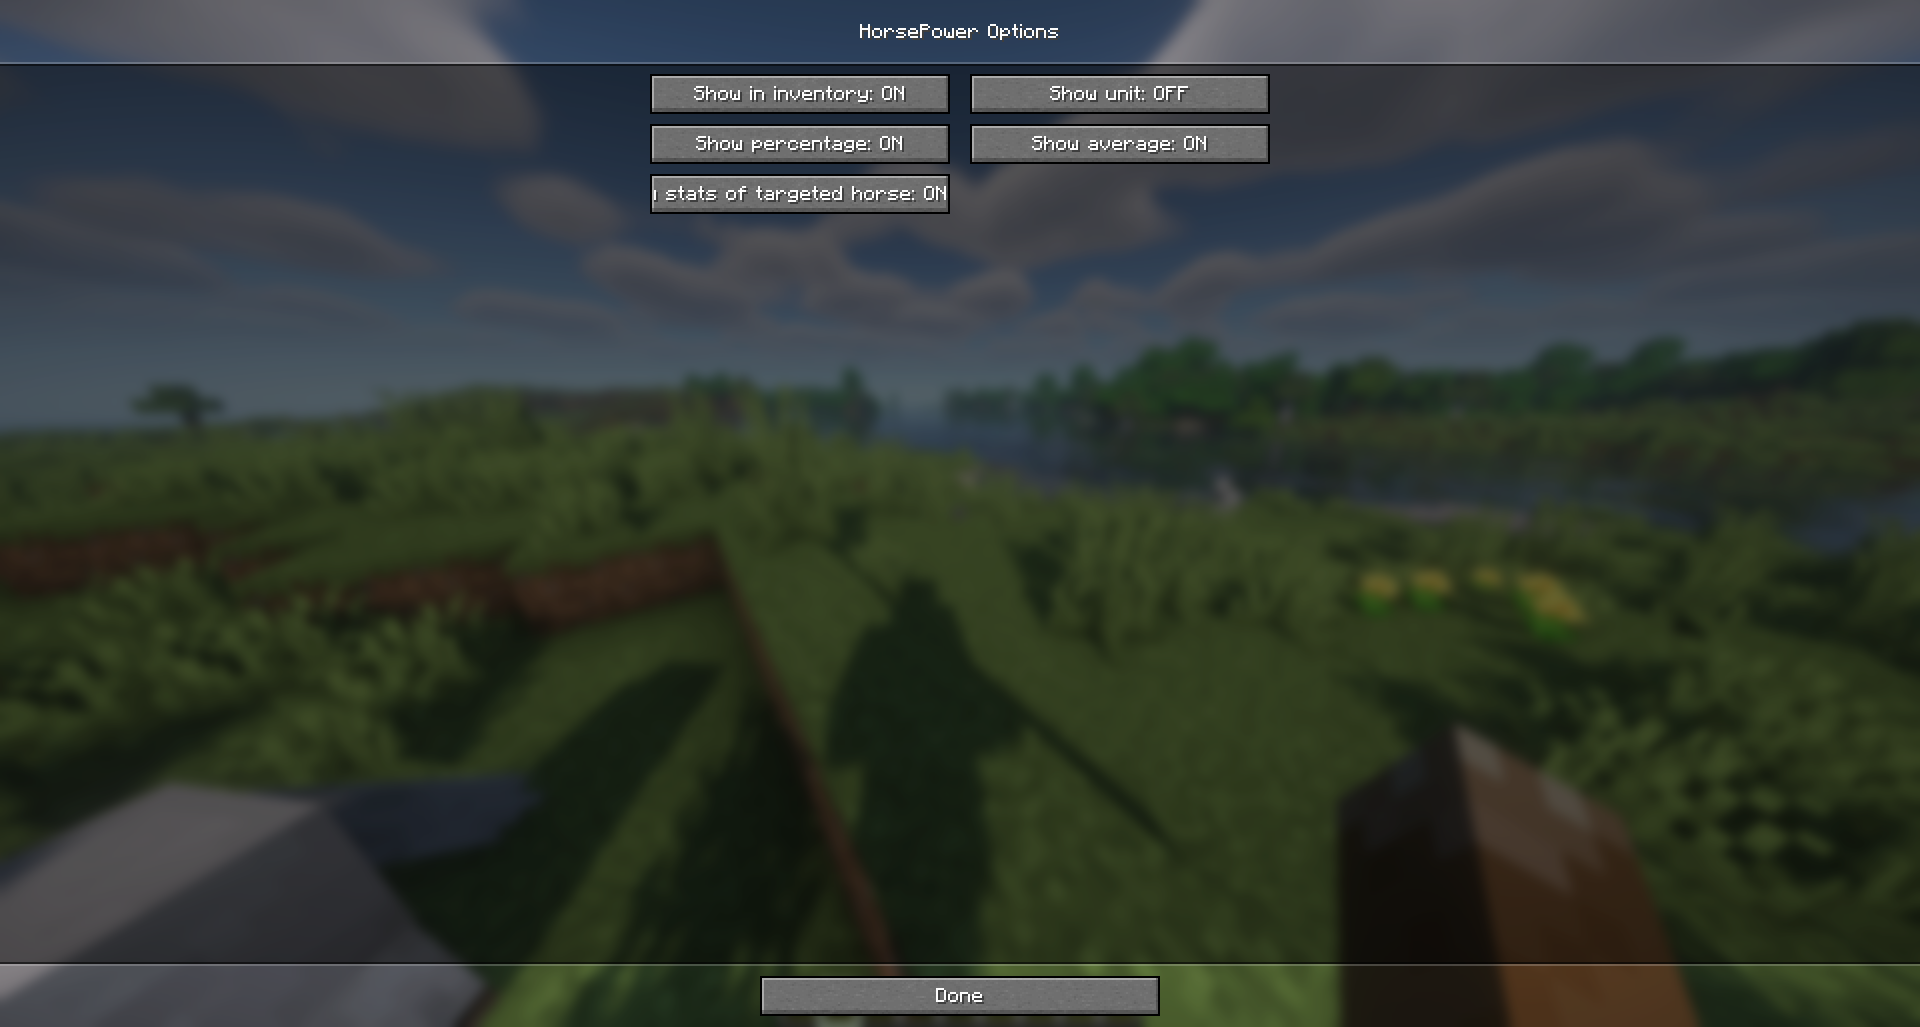 HorsePower Options
Show in inventory: ON
Show unit: OFF
Show percentage: ON
Show average: ON
stats of targeted horse: ON
Done